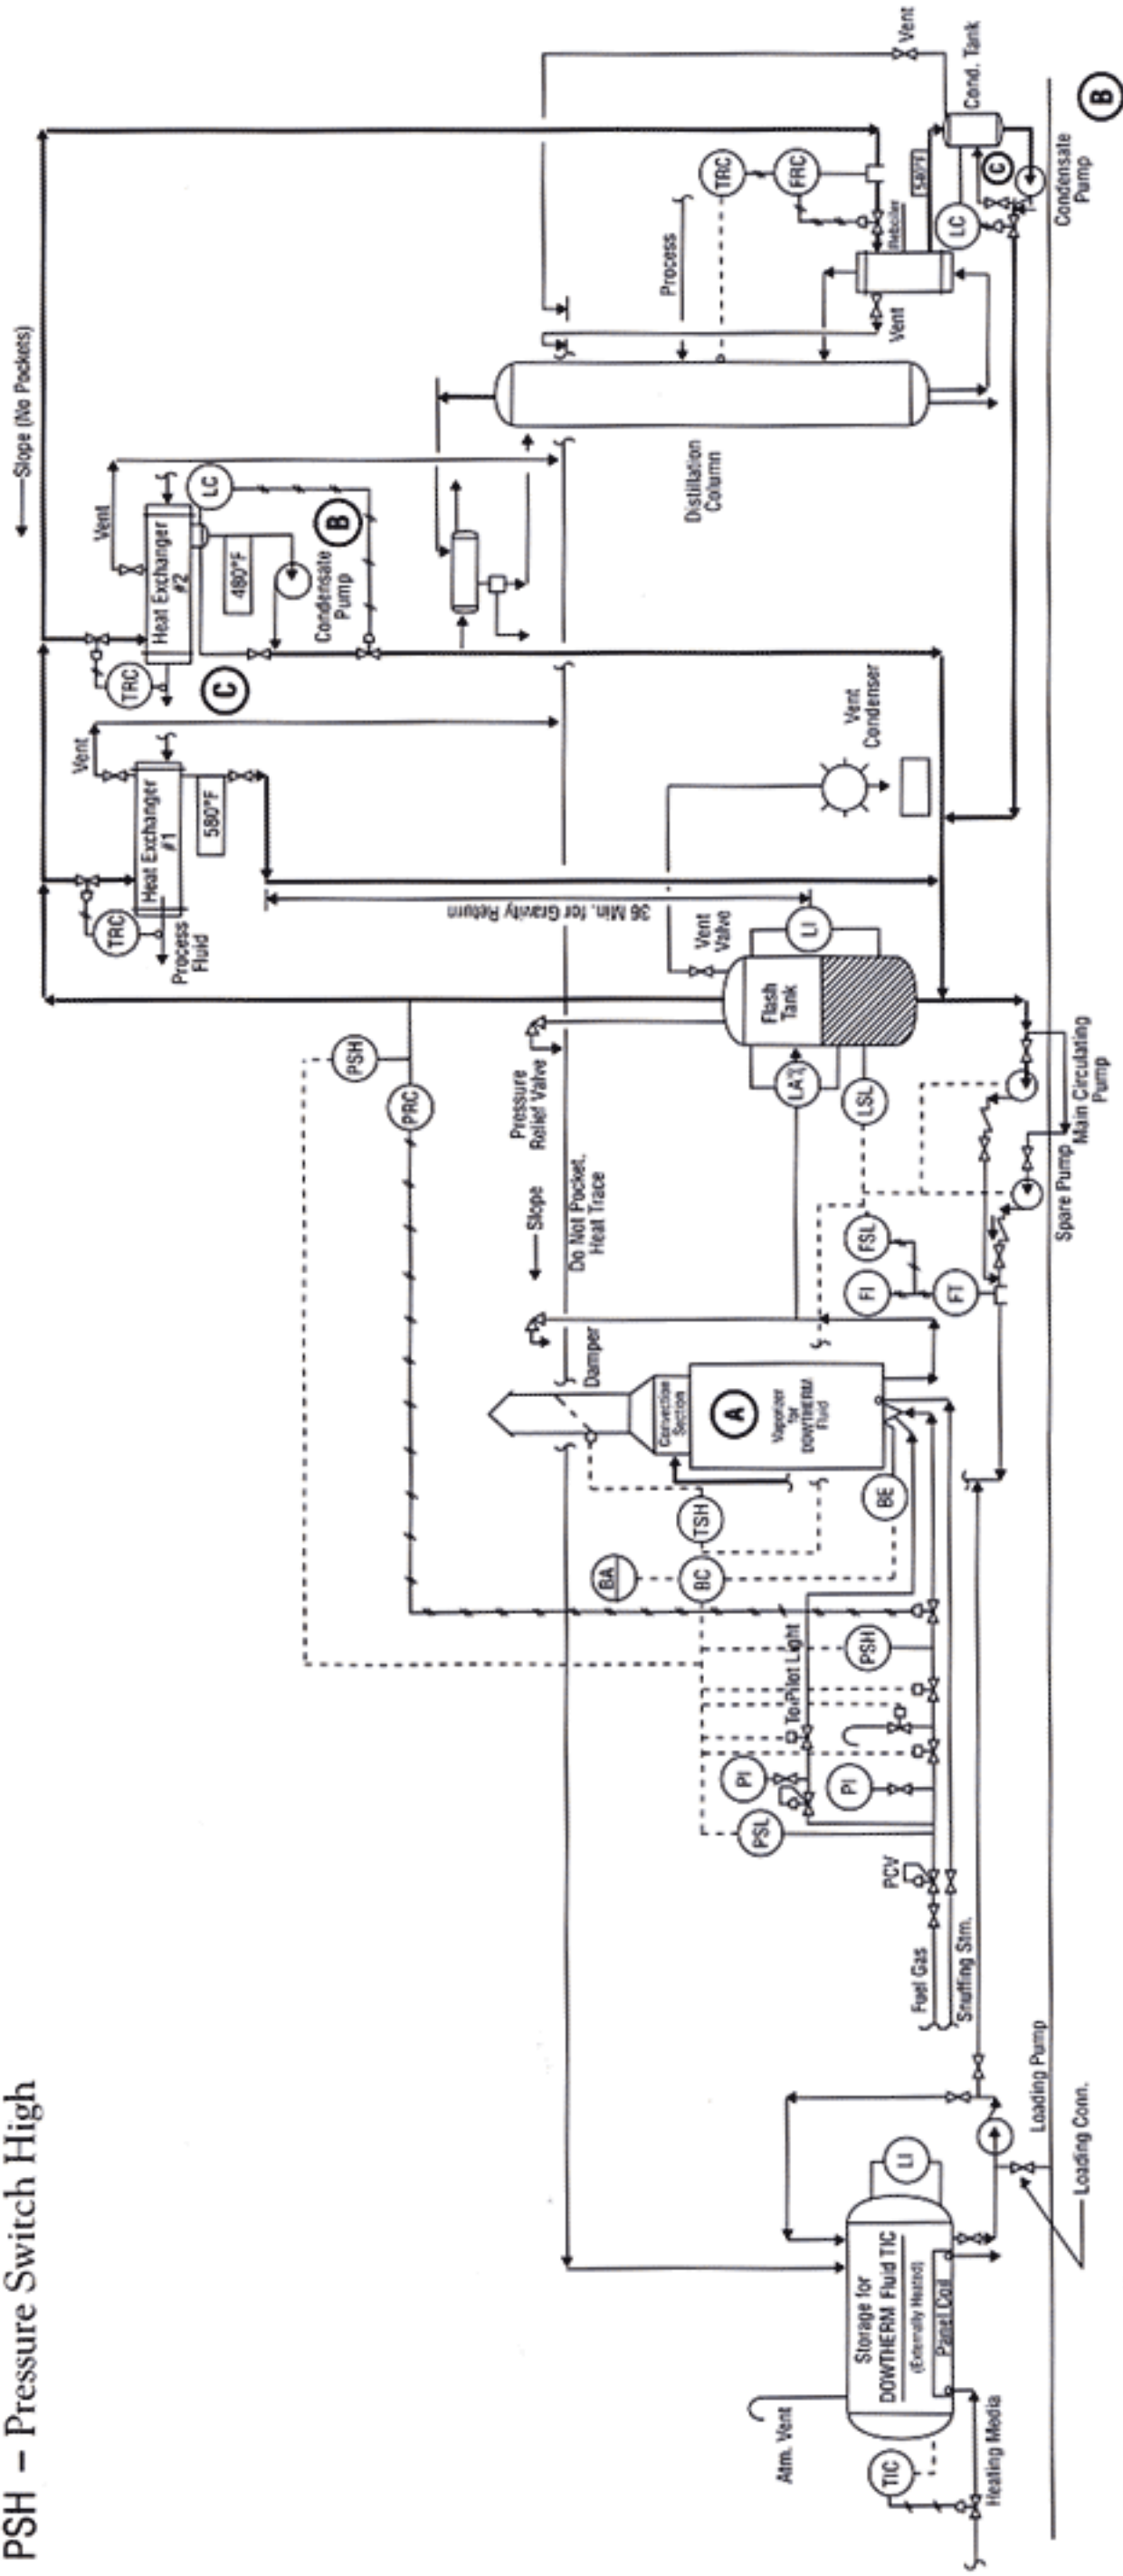 PSH – Pressure Switch High
Slope (No Pockets)
TRC
Process
Fluid
Heat Exchanger
#1
Vent
580°F
TRC
Heat Exchanger
#2
Vent
LC
480°F
C
B
Condensate
Pump
36 Min. for Gravity Return
PSH
PRC
Pressure
Relief Valve
Slope
Do Not Pocket.
Heat Trace
Damper
Convection
Section
A
Vaporizer
for
DOWTHERM
Fluid
TSH
BA
BC
BE
Flash
Tank
LI
LSL
Vent
Valve
Vent
Condenser
FSL
FI
FT
Spare Pump
Main Circulating
Pump
Distillation
Column
Process
TRC
FRC
Reboiler
Vent
580°F
LC
C
Vent
Cond. Tank
Condensate
Pump
B
To Pilot Light
PSH
PI
PI
PSL
PCV
Fuel Gas
Snuffing Stm.
Atm. Vent
Storage for
DOWTHERM Fluid TIC
(Externally Heated)
Panel Coil
LI
TIC
Heating Media
Loading Pump
Loading Conn.